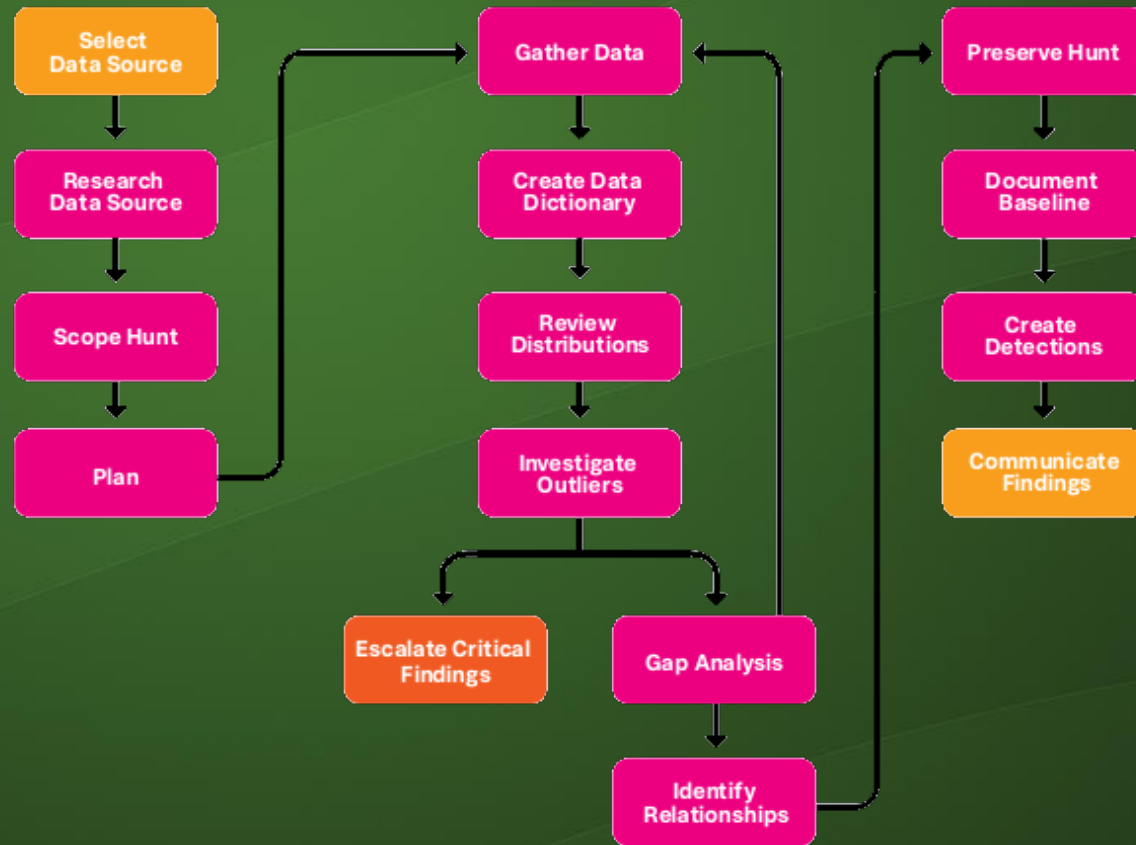 Select
Data Source
Research
Data Source
Scope Hunt
Plan
Gather Data
Create Data
Dictionary
Review
Distributions
Investigate
Outliers
Escalate Critical
Findings
Gap Analysis
Identify
Relationships
Preserve Hunt
Document
Baseline
Create
Detections
Communicate
Findings